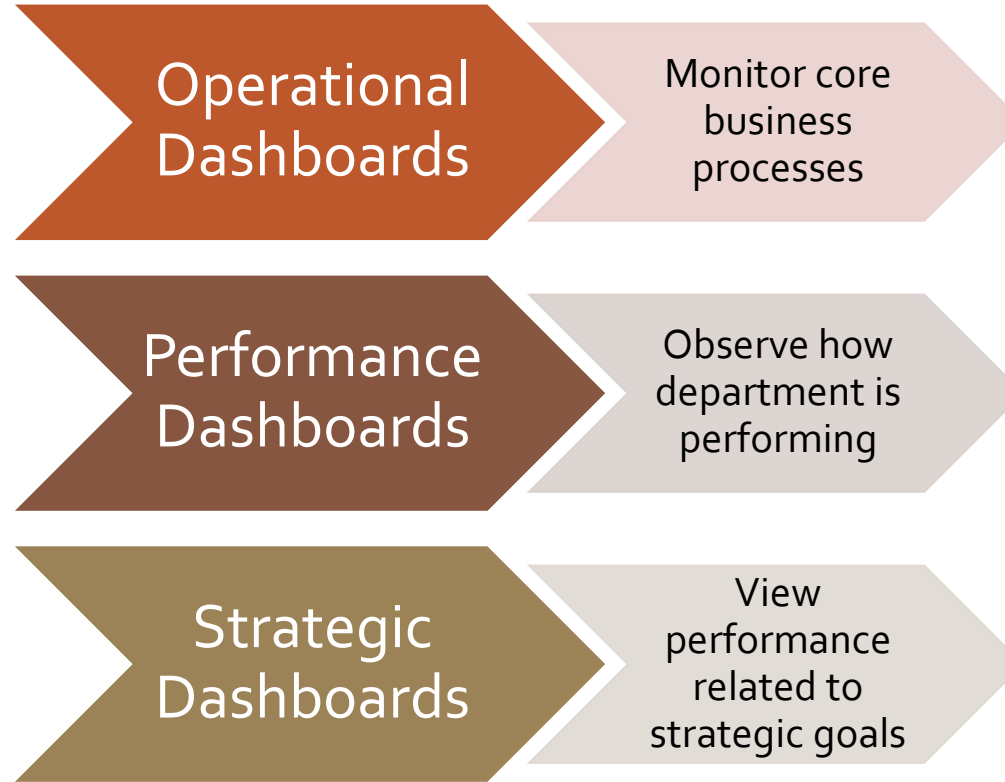 Operational
Dashboards
Monitor core
business
processes
Performance
Dashboards
Observe how
department is
performing
Strategic
Dashboards
View
performance
related to
strategic goals